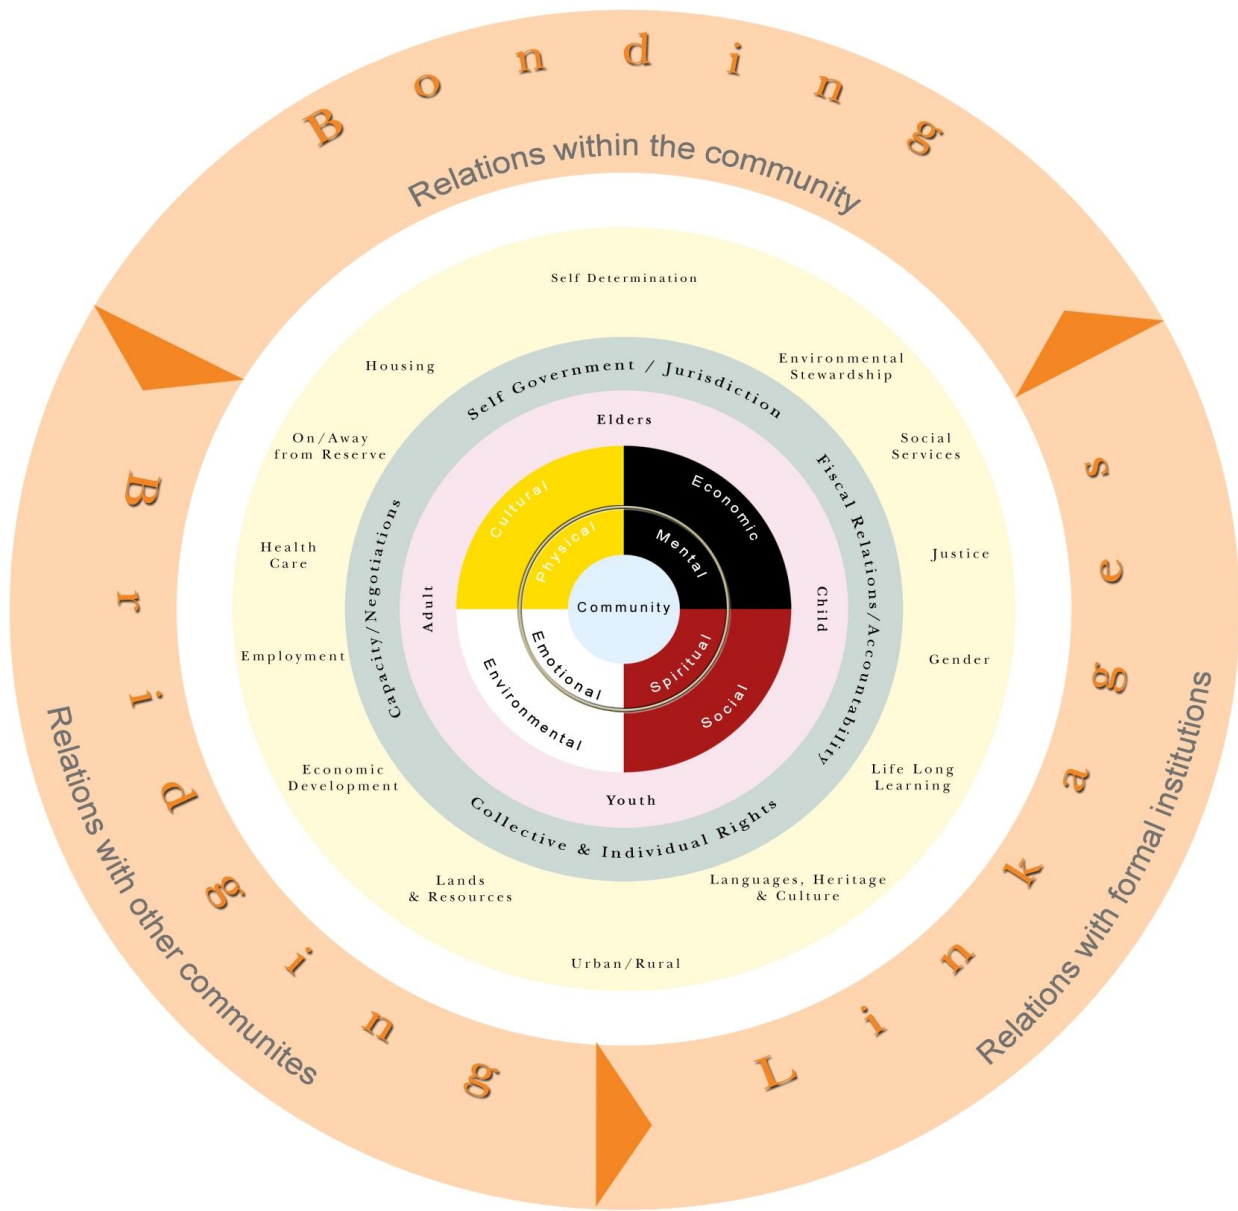 Bonding
Relations within the community
Self Determination
Housing
Environmental
Stewardship
On/Away
from Reserve
Social
Services
Health
Care
Justice
Employment
Gender
Economic
Development
Life Long
Learning
Lands
& Resources
Languages, Heritage
& Culture
Urban/Rural
Self Government / Jurisdiction
Fiscal Relations/Accountability
Capacity/Negotiations
Collective & Individual Rights
Elders
Adult
Child
Youth
Cultural
Economic
Physical
Mental
Community
Emotional
Spiritual
Environmental
Social
Bridging
Relations with other communites
Linkages
Relations with formal institutions